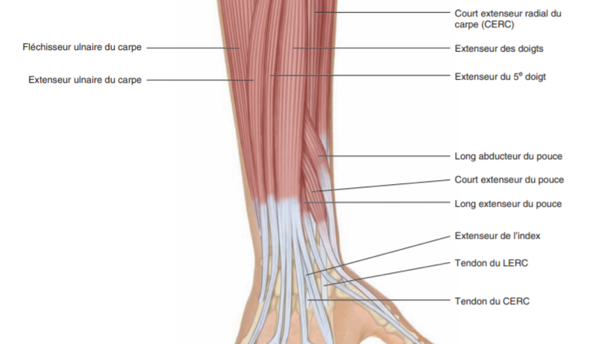 Court extenseur radial du
carpe (CERC)
Fléchisseur ulnaire du carpe
Extenseur des doigts
Extenseur ulnaire du carpe
Extenseur du 5e doigt
Long abducteur du pouce
Court extenseur du pouce
Long extenseur du pouce
Extenseur de l'index
Tendon du LERC
Tendon du CERC